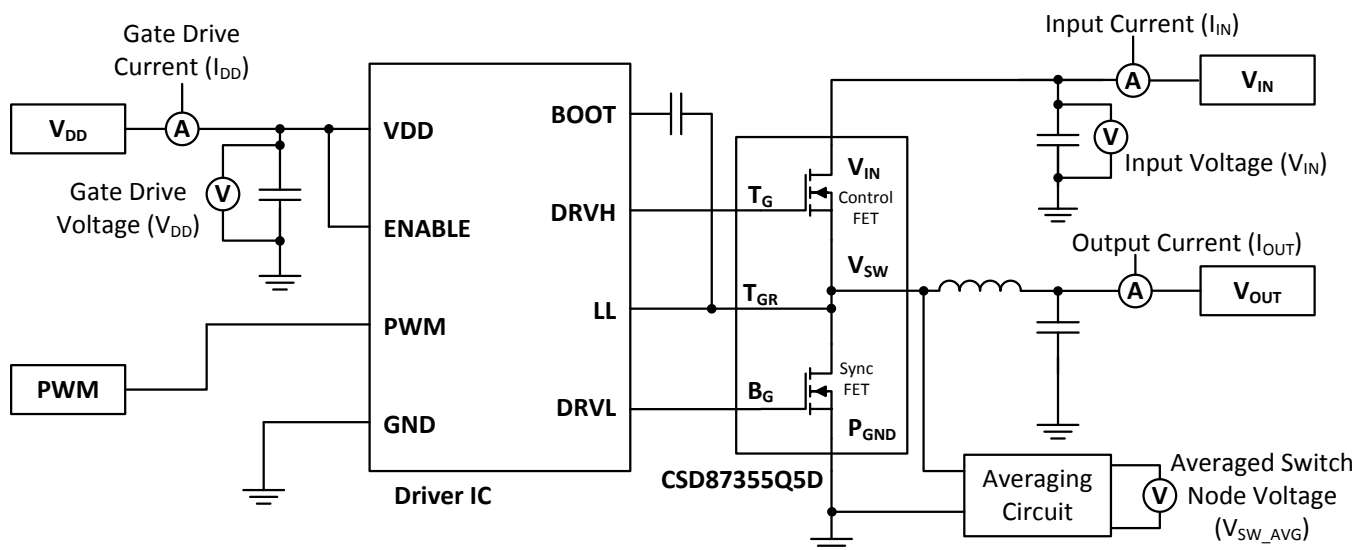 Gate Drive
Current (IDD)
VDD
A
V
Gate Drive
Voltage (VDD)
PWM
VDD
ENABLE
PWM
GND
BOOT
DRVH
LL
DRVL
Driver IC
TG
TGR
BG
VIN
Control
FET
VSW
Sync
FET
PGND
CSD87355Q5D
Input Current (IIN)
A
VIN
V
Input Voltage (VIN)
Output Current (IOUT)
A
VOUT
Averaging
Circuit
V
Averaged Switch
Node Voltage
(VSW_AVG)